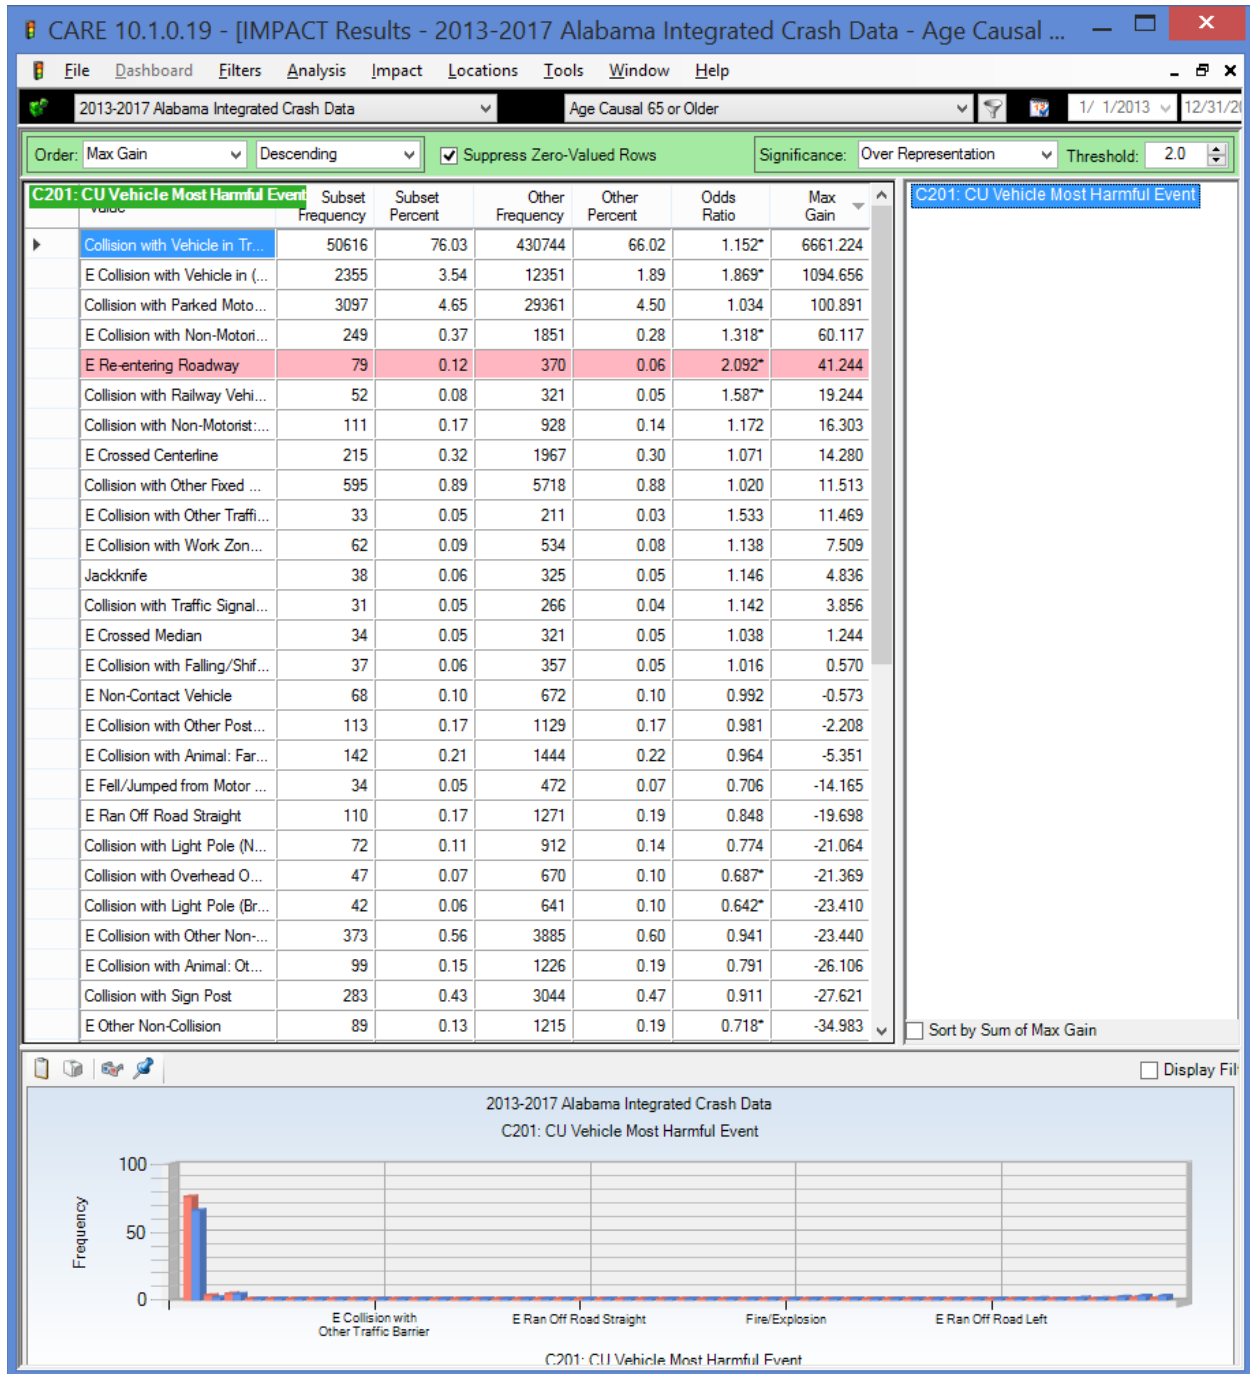 CARE 10.1.0.19 - [IMPACT Results - 2013-2017 Alabama Integrated Crash Data - Age Causal ...
File Dashboard Filters Analysis Impact Locations Tools Window Help
2013-2017 Alabama Integrated Crash Data Age Causal 65 or Older 1/ 1/2013 12/31/20
Order: Max Gain Descending Suppress Zero-Valued Rows Significance: Over Representation Threshold: 2.0
C201: CU Vehicle Most Harmful Event Subset Frequency Subset Percent Other Frequency Other Percent Odds Ratio Max Gain C201: CU Vehicle Most Harmful Event
Collision with Vehicle in Tr... 50616 76.03 430744 66.02 1.152* 6661.224
E Collision with Vehicle in (... 2355 3.54 12351 1.89 1.869* 1094.656
Collision with Parked Moto... 3097 4.65 29361 4.50 1.034 100.891
E Collision with Non-Motori... 249 0.37 1851 0.28 1.318* 60.117
E Re-entering Roadway 79 0.12 370 0.06 2.092* 41.244
Collision with Railway Vehi... 52 0.08 321 0.05 1.587* 19.244
Collision with Non-Motorist:... 111 0.17 928 0.14 1.172 16.303
E Crossed Centerline 215 0.32 1967 0.30 1.071 14.280
Collision with Other Fixed ... 595 0.89 5718 0.88 1.020 11.513
E Collision with Other Traffi... 33 0.05 211 0.03 1.533 11.469
E Collision with Work Zon... 62 0.09 534 0.08 1.138 7.509
Jackknife 38 0.06 325 0.05 1.146 4.836
Collision with Traffic Signal... 31 0.05 266 0.04 1.142 3.856
E Crossed Median 34 0.05 321 0.05 1.038 1.244
E Collision with Falling/Shif... 37 0.06 357 0.05 1.016 0.570
E Non-Contact Vehicle 68 0.10 672 0.10 0.992 -0.573
E Collision with Other Post... 113 0.17 1129 0.17 0.981 -2.208
E Collision with Animal: Far... 142 0.21 1444 0.22 0.964 -5.351
E Fell/Jumped from Motor ... 34 0.05 472 0.07 0.706 -14.165
E Ran Off Road Straight 110 0.17 1271 0.19 0.848 -19.698
Collision with Light Pole (N... 72 0.11 912 0.14 0.774 -21.064
Collision with Overhead O... 47 0.07 670 0.10 0.687* -21.369
Collision with Light Pole (Br... 42 0.06 641 0.10 0.642* -23.410
E Collision with Other Non-... 373 0.56 3885 0.60 0.941 -23.440
E Collision with Animal: Ot... 99 0.15 1226 0.19 0.791 -26.106
Collision with Sign Post 283 0.43 3044 0.47 0.911 -27.621
E Other Non-Collision 89 0.13 1215 0.19 0.718* -34.983
Sort by Sum of Max Gain
Display Fil
2013-2017 Alabama Integrated Crash Data
C201: CU Vehicle Most Harmful Event
100
50
0
Frequency
E Collision with Other Traffic Barrier
E Ran Off Road Straight
Fire/Explosion
E Ran Off Road Left
C201: CU Vehicle Most Harmful Event